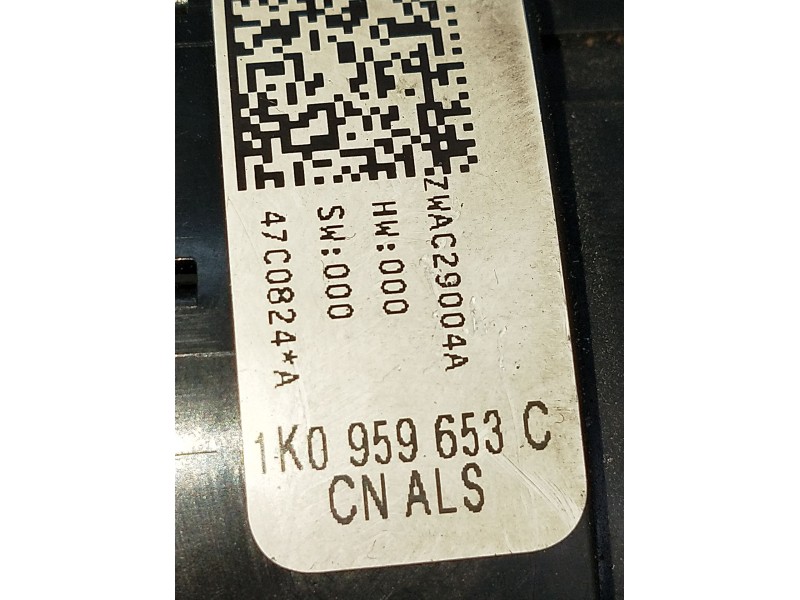 ZWAC29004A
HW:000
SW:000
47C0824*A
1K0 959 653 C
CN ALS